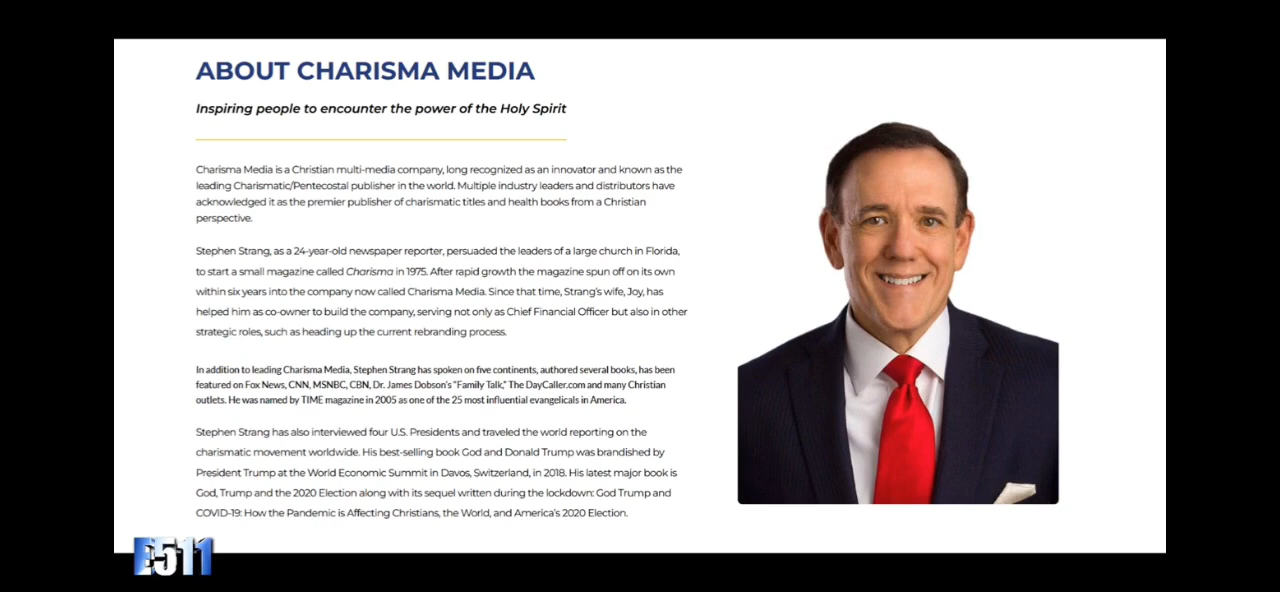 ABOUT CHARISMA MEDIA
Inspiring people to encounter the power of the Holy Spirit
Charisma Media is a Christian multi-media company, long recognized as an innovator and known as the
leading Charismatic/Pentecostal publisher in the world. Multiple industry leaders and distributors have
acknowledged it as the premier publisher of charismatic titles and health books from a Christian
perspective.
Stephen Strang, as a 24-year-old newspaper reporter, persuaded the leaders of a large church in Florida,
to start a small magazine called Charisma in 1975. After rapid growth the magazine spun off on its own
within six years into the company now called Charisma Media. Since that time, Strang's wife, Joy, has
helped him as co-owner to build the company, serving not only as Chief Financial Officer but also in other
strategic roles, such as heading up the current rebranding process.
In addition to leading Charisma Media, Stephen Strang has spoken on five continents, authored several books, has been
featured on Fox News, CNN, MSNBC, CBN, Dr. James Dobson's "Family Talk," The DayCaller.com and many Christian
outlets. He was named by TIME magazine in 2005 as one of the 25 most influential evangelicals in America.
Stephen Strang has also interviewed four U.S. Presidents and traveled the world reporting on the
charismatic movement worldwide. His best-selling book God and Donald Trump was brandished by
President Trump at the World Economic Summit in Davos, Switzerland, in 2018. His latest major book is
God, Trump and the 2020 Election along with its sequel written during the lockdown: God Trump and
COVID-19: How the Pandemic is Affecting Christians, the World, and America's 2020 Election.
E511